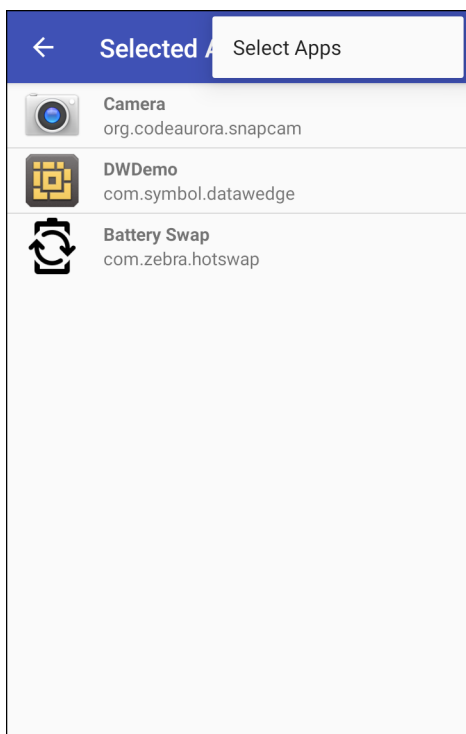 Selected
Select Apps
Camera
org.codeaurora.snapcam
DWDemo
com.symbol.datawedge
Battery Swap
com.zebra.hotswap